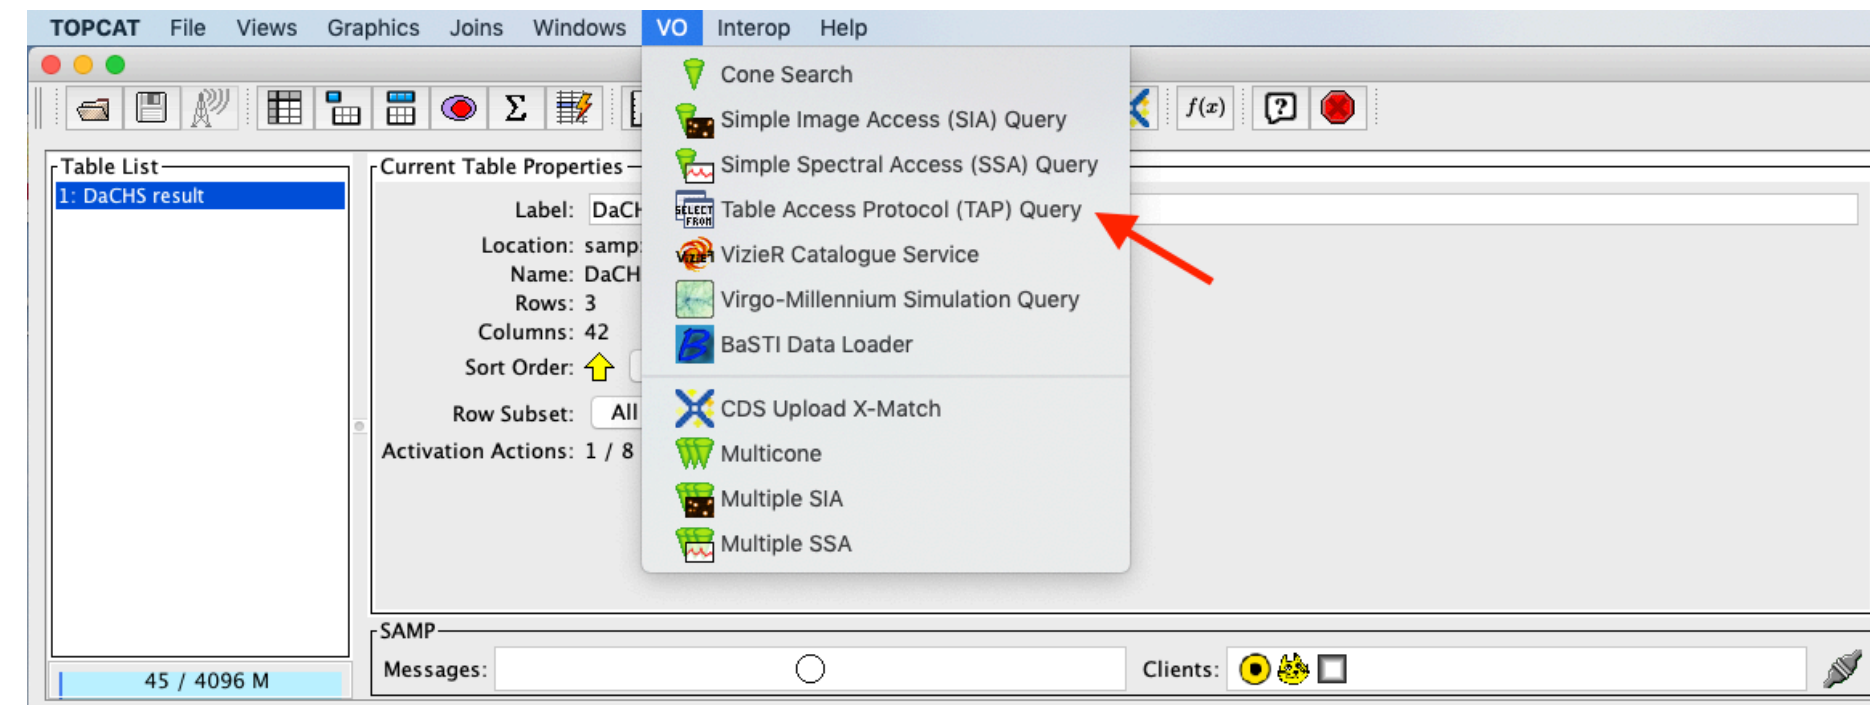 TOPCAT File Views Graphics Joins Windows VO Interop Help
Cone Search
Simple Image Access (SIA) Query
Simple Spectral Access (SSA) Query
SELECT FROM Table Access Protocol (TAP) Query
VizieR VizieR Catalogue Service
Virgo-Millennium Simulation Query
BaSTI Data Loader
CDS Upload X-Match
Multicone
Multiple SIA
Multiple SSA
Σ f(x) ?
Table List
1: DaCHS result
45 / 4096 M
Current Table Properties
Label: DaCH
Location: samp:
Name: DaCH
Rows: 3
Columns: 42
Sort Order:
Row Subset: All
Activation Actions: 1 / 8
SAMP
Messages: Clients: